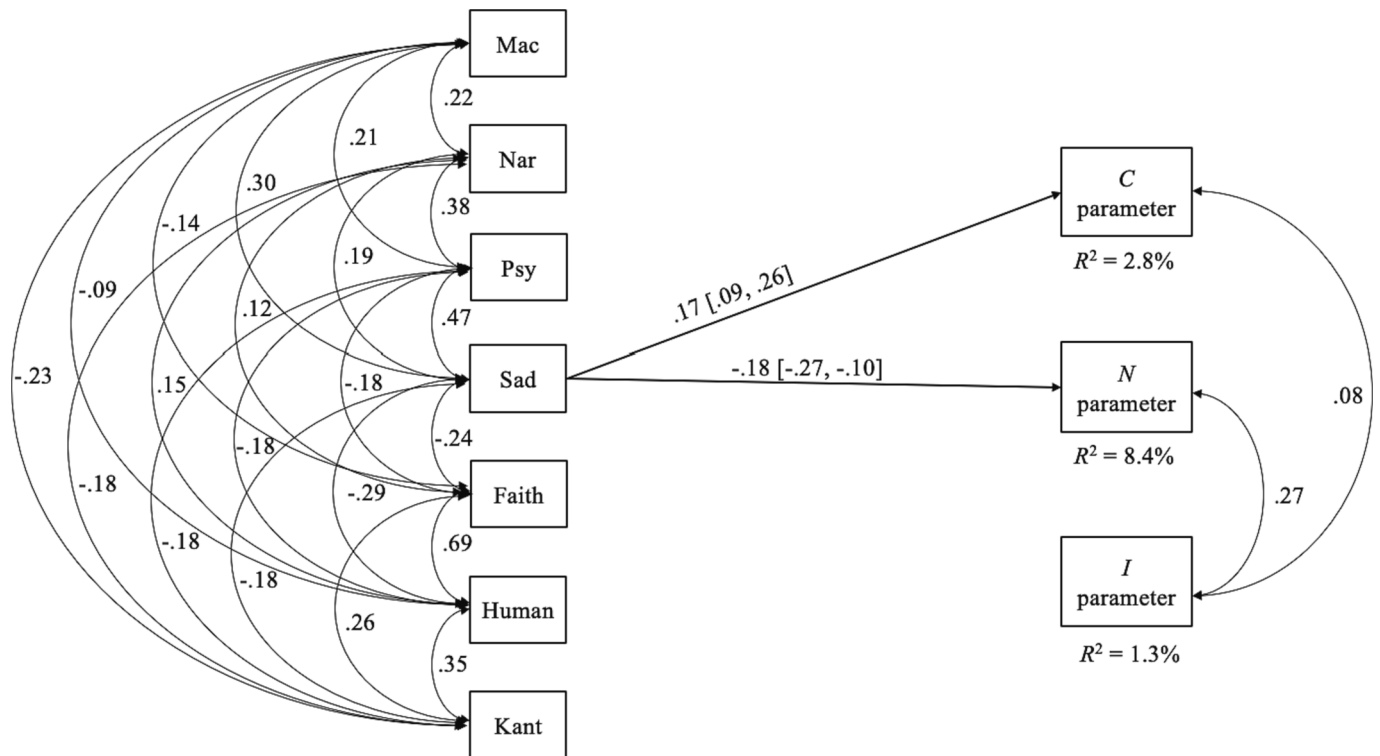 Mac
.22
.21
Nar
.30
.38
-.14
.19
Psy
-.09
.12
.47
.17 [.09, .26]
C
parameter
R² = 2.8%
-.23
.15
-.18
Sad
-.18 [-.27, -.10]
N
parameter
R² = 8.4%
.08
-.24
-.18
-.18
-.29
Faith
.27
-.18
.69
-.18
.26
Human
.35
I
parameter
R² = 1.3%
Kant